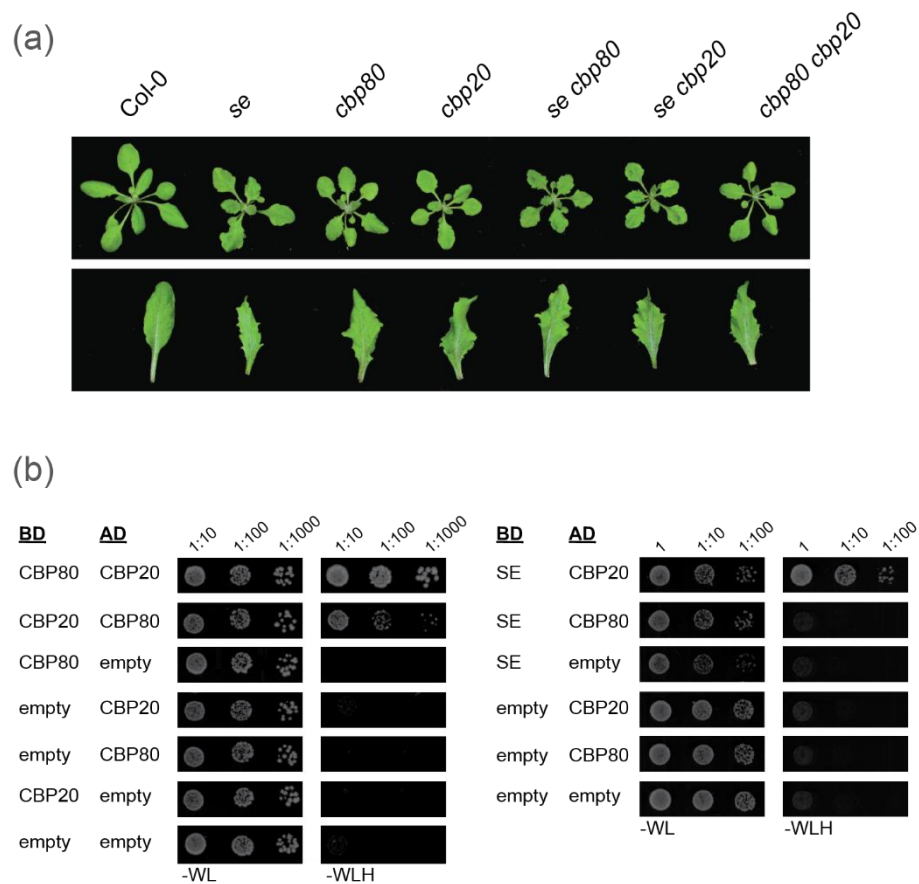 (a)
Col-0 se cbp80 cbp20 se cbp80 se cbp20 cbp80 cbp20
(b)
BD AD 1:10 1:100 1:1000 1:10 1:100 1:1000
CBP80 CBP20
CBP20 CBP80
CBP80 empty
empty CBP20
empty CBP80
CBP20 empty
empty empty
-WL -WLH
BD AD 1 1:10 1:100 1 1:10 1:100
SE CBP20
SE CBP80
SE empty
empty CBP20
empty CBP80
empty empty
-WL -WLH